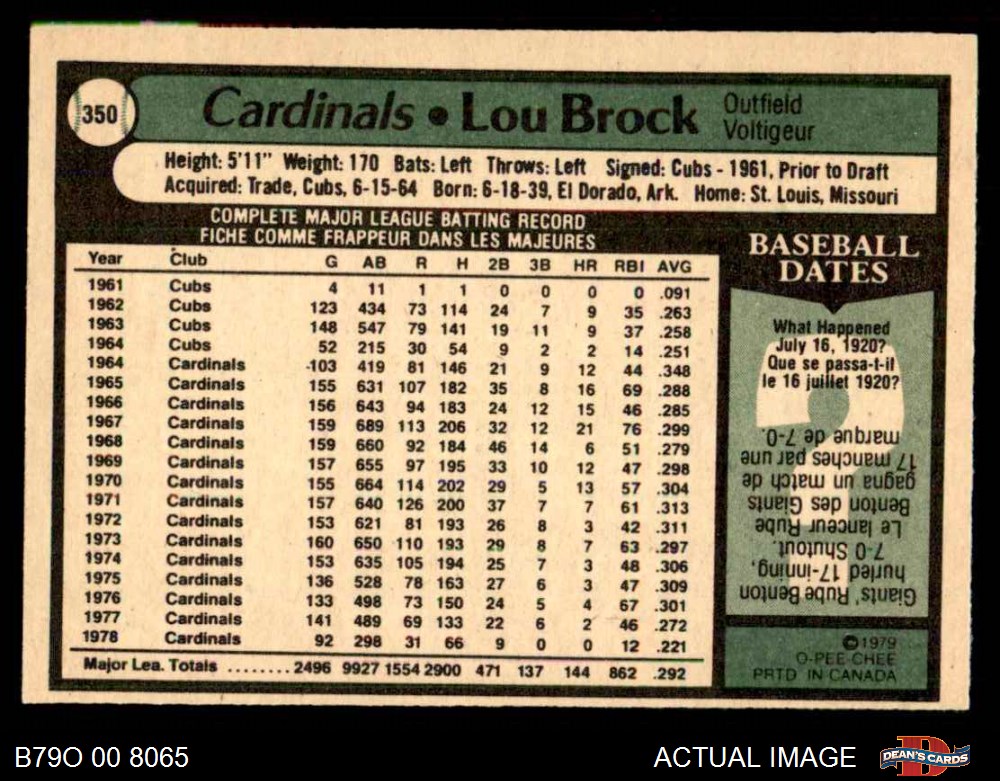 350
Cardinals • Lou Brock Outfield
Voltigeur
Height: 5'11" Weight: 170 Bats: Left Throws: Left Signed: Cubs - 1961, Prior to Draft
Acquired: Trade, Cubs, 6-15-64 Born: 6-18-39, El Dorado, Ark. Home: St. Louis, Missouri
COMPLETE MAJOR LEAGUE BATTING RECORD
FICHE COMME FRAPPEUR DANS LES MAJEURES
Year Club G AB R H 2B 3B HR RBI AVG
1961 Cubs 4 11 1 1 0 0 0 0 .091
1962 Cubs 123 434 73 114 24 7 9 35 .263
1963 Cubs 148 547 79 141 19 11 9 37 .258
1964 Cubs 52 215 30 54 9 2 2 14 .251
1964 Cardinals 103 419 81 146 21 9 12 44 .348
1965 Cardinals 155 631 107 182 35 8 16 69 .288
1966 Cardinals 156 643 94 183 24 12 15 46 .285
1967 Cardinals 159 689 113 206 32 12 21 76 .299
1968 Cardinals 159 660 92 184 46 14 6 51 .279
1969 Cardinals 157 655 97 195 33 10 12 47 .298
1970 Cardinals 155 664 114 202 29 5 13 57 .304
1971 Cardinals 157 640 126 200 37 7 7 61 .313
1972 Cardinals 153 621 81 193 26 8 3 42 .311
1973 Cardinals 160 650 110 193 29 8 7 63 .297
1974 Cardinals 153 635 105 194 25 7 3 48 .306
1975 Cardinals 136 528 78 163 27 6 3 47 .309
1976 Cardinals 133 498 73 150 24 5 4 67 .301
1977 Cardinals 141 489 69 133 22 6 2 46 .272
1978 Cardinals 92 298 31 66 9 0 0 12 .221
Major Lea. Totals ........ 2496 9927 1554 2900 471 137 144 862 .292
BASEBALL
DATES
What Happened
July 16, 1920?
Que se passa-t-il
le 16 juillet 1920?
Giants' Rube Benton
hurled 17-inning,
7-0 Shutout.
Le lanceur Rube
Benton des Giants
gagna un match de
17 manches par une
marque de 7-0.
©1979
O-PEE-CHEE
PRTD IN CANADA
B79O 00 8065
ACTUAL IMAGE
DEAN'S CARDS